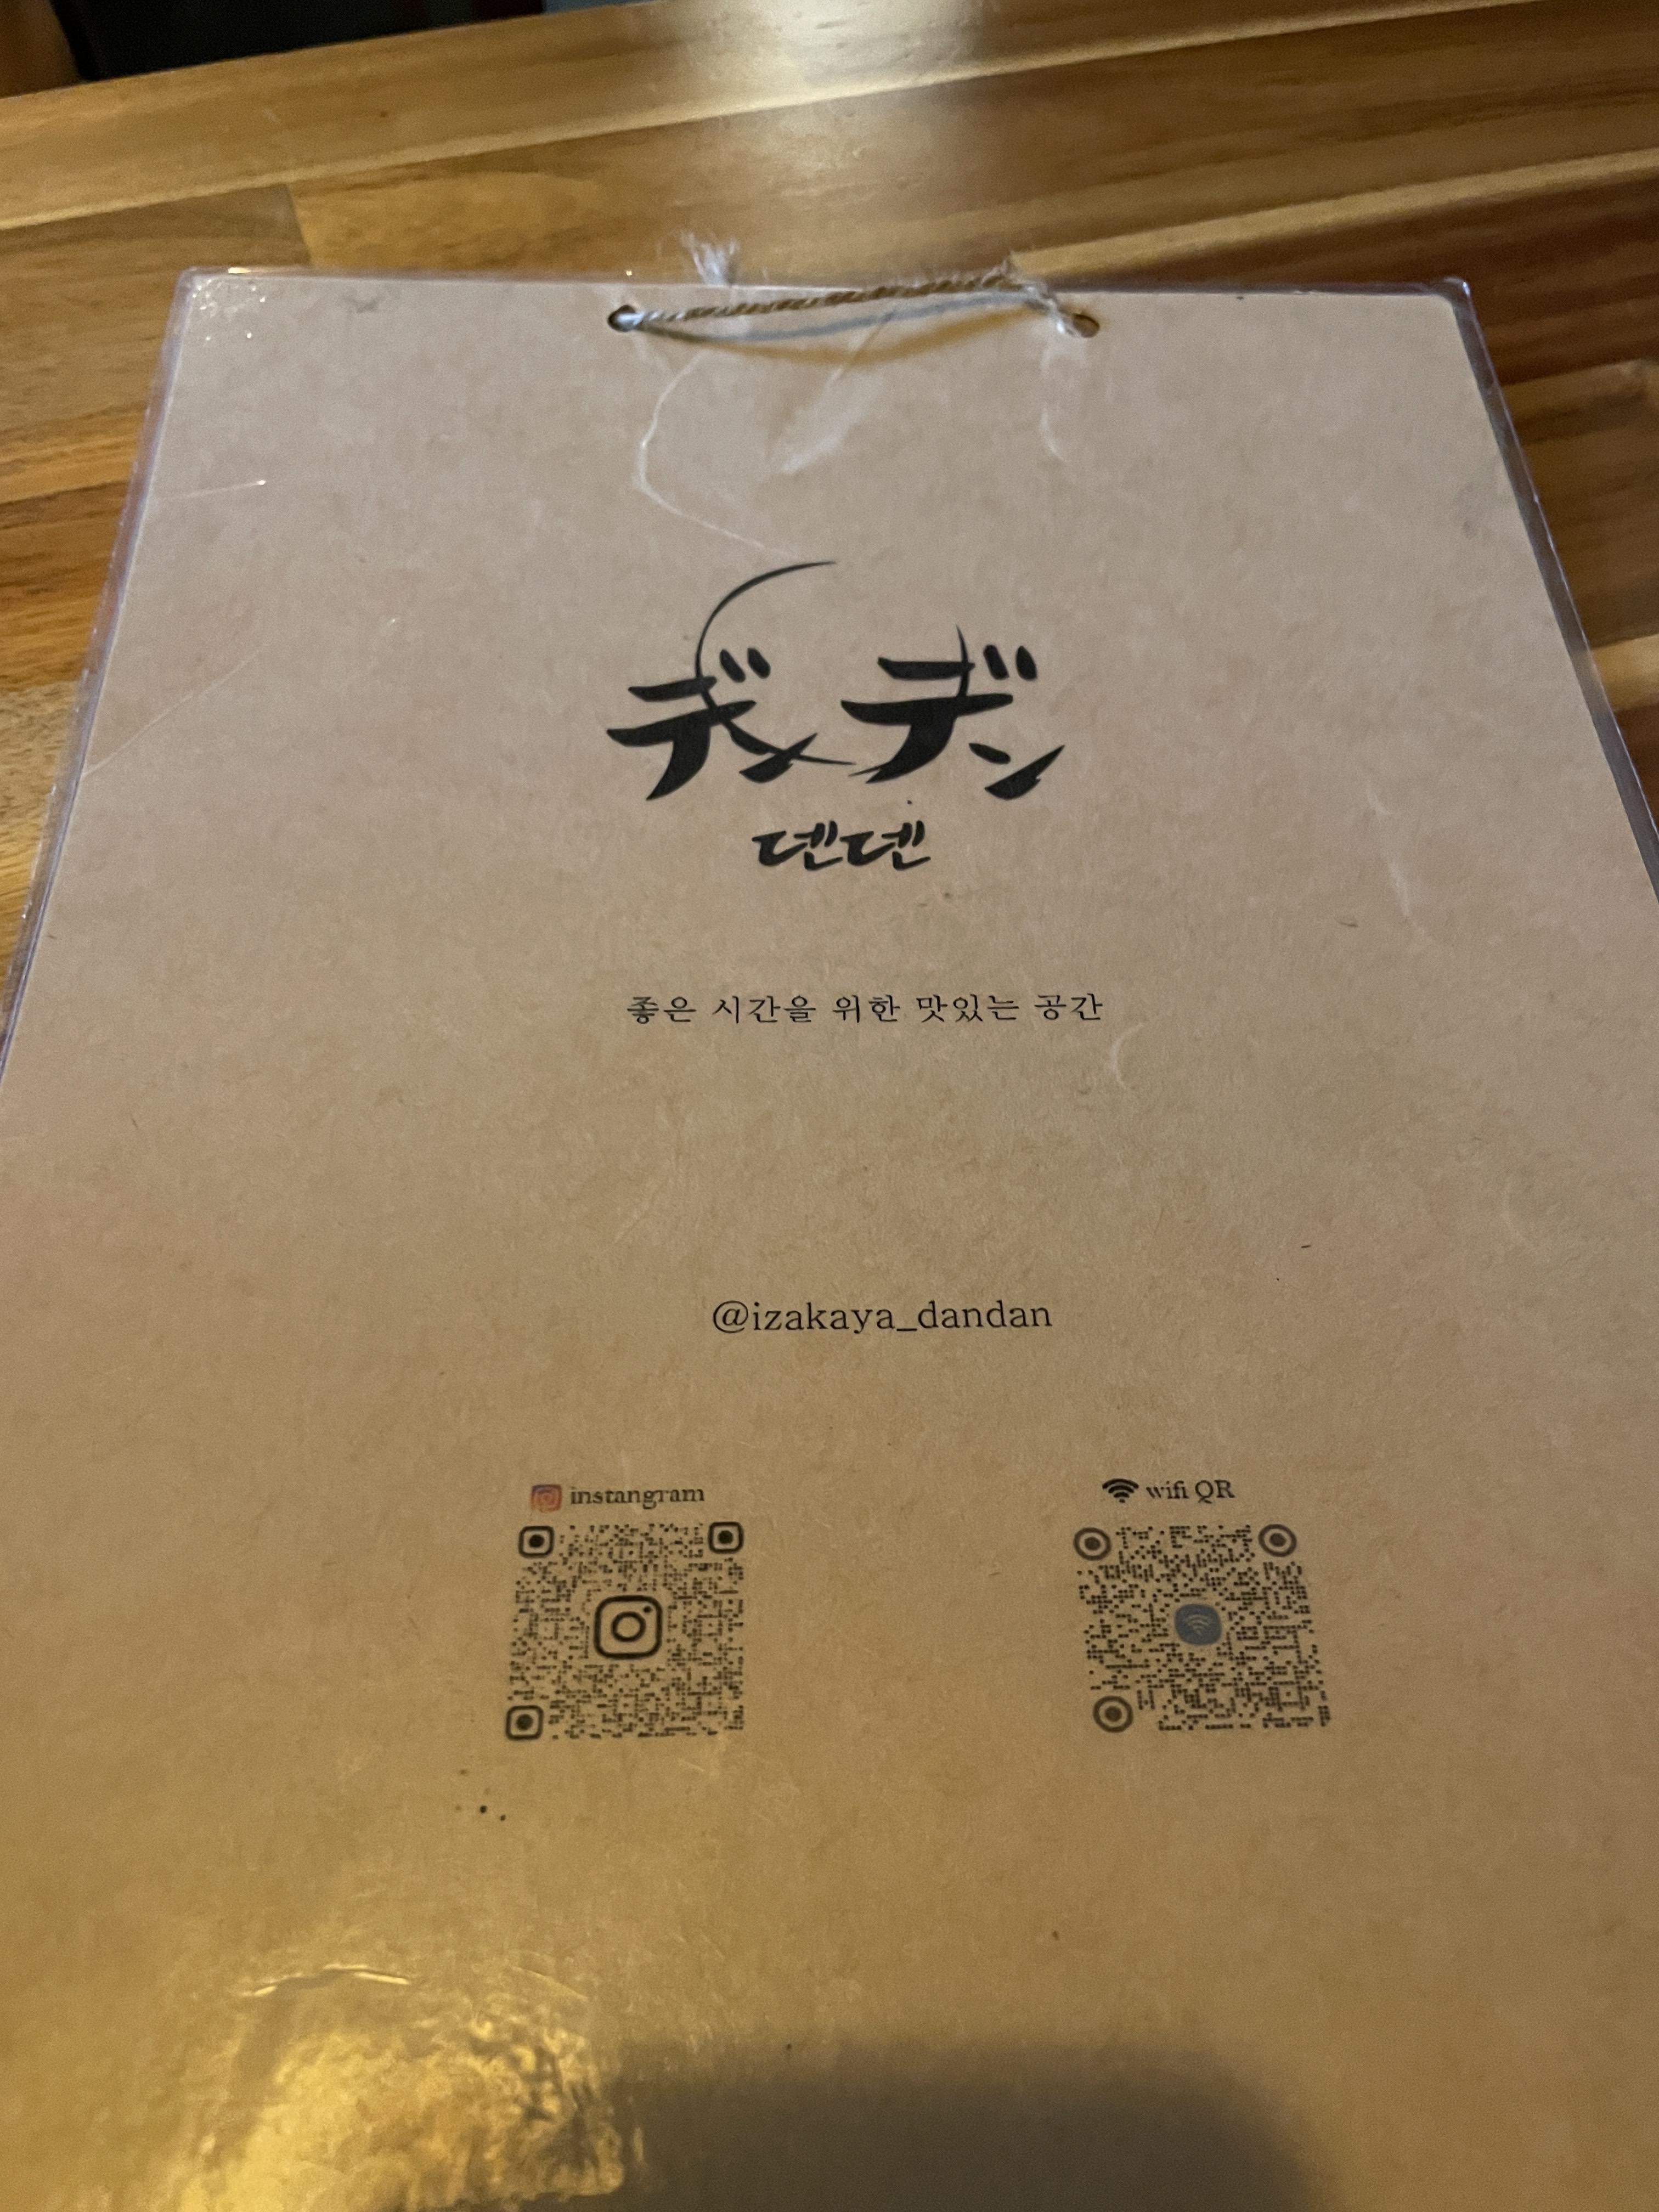 デンデン
덴덴
좋은 시간을 위한 맛있는 공간
@izakaya_dandan
instangram
wifi QR